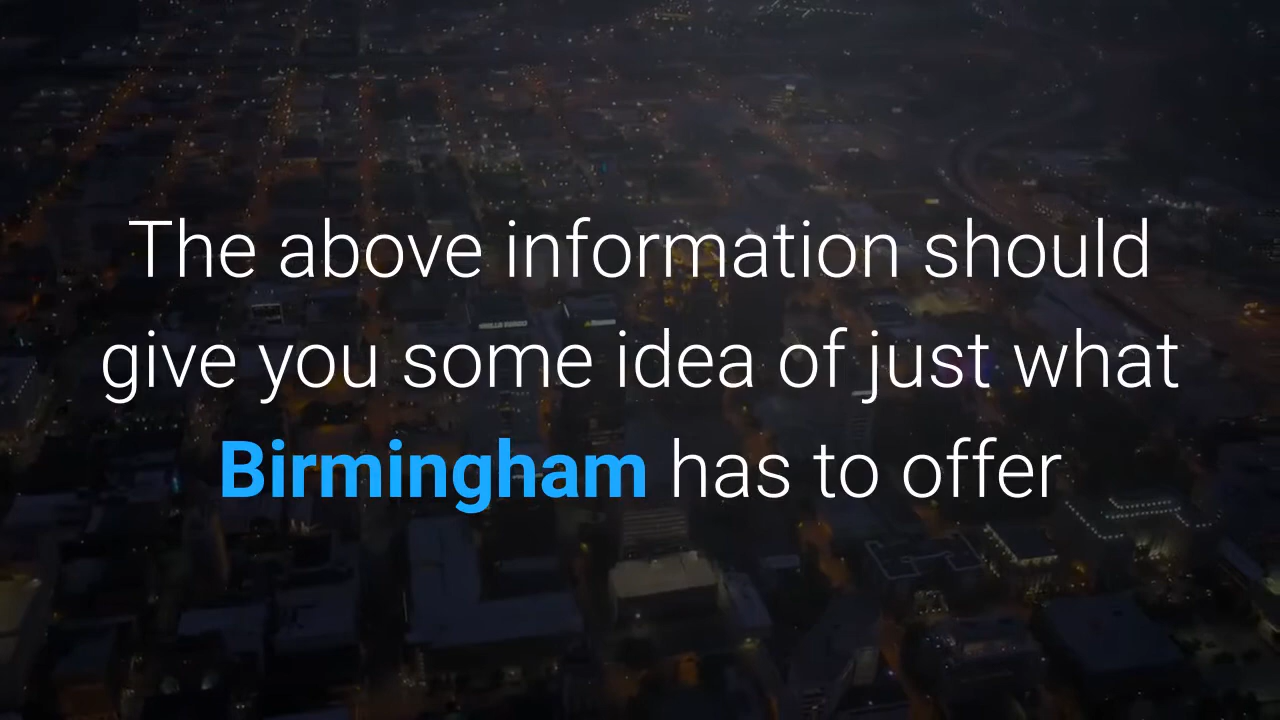 The above information should
give you some idea of just what
Birmingham has to offer